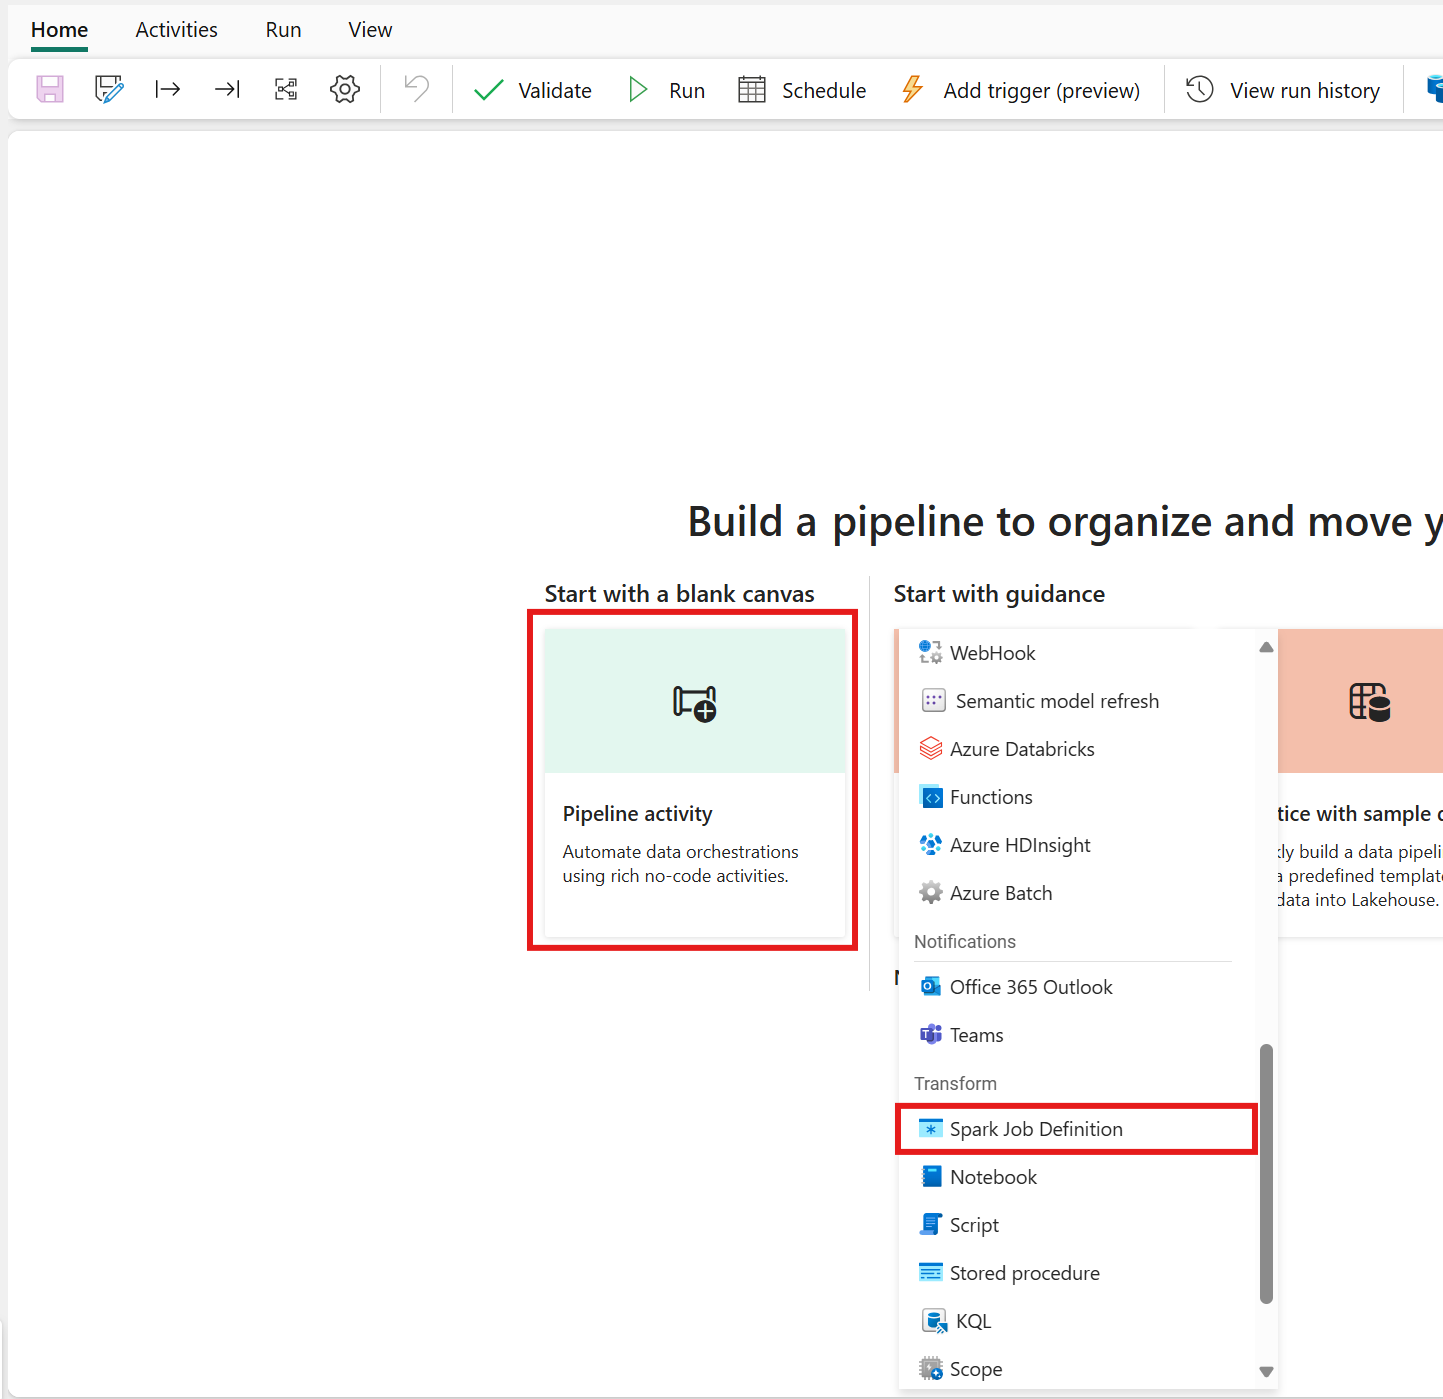 Home Activities Run View
Validate Run Schedule Add trigger (preview) View run history
Build a pipeline to organize and move y
Start with a blank canvas
Pipeline activity
Automate data orchestrations
using rich no-code activities.
Start with guidance
WebHook
Semantic model refresh
Azure Databricks
Functions
Azure HDInsight
Azure Batch
Notifications
Office 365 Outlook
Teams
Transform
Spark Job Definition
Notebook
Script
Stored procedure
KQL
Scope
tice with sample
kly build a data
a predefined
data into Lakehouse.